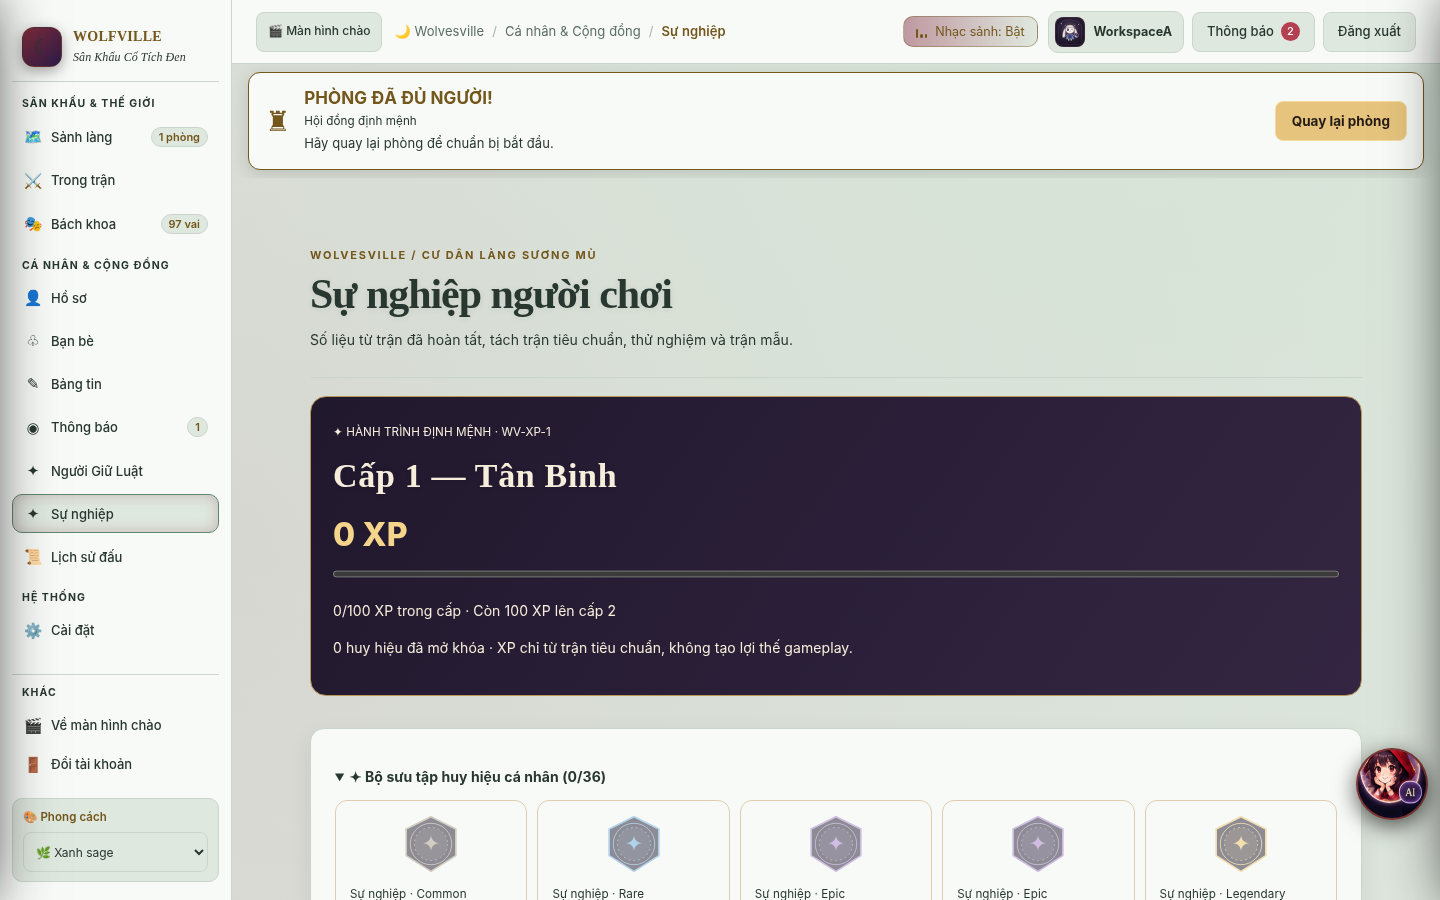 WOLFVILLE
Sân Khấu Cổ Tích Đen
SÂN KHẤU & THẾ GIỚI
🗺️ Sảnh làng 1 phòng
⚔️ Trong trận
🎭 Bách khoa 97 vai
CÁ NHÂN & CỘNG ĐỒNG
👤 Hồ sơ
♧ Bạn bè
✎ Bảng tin
◉ Thông báo 1
✦ Người Giữ Luật
✦ Sự nghiệp
📜 Lịch sử đấu
HỆ THỐNG
⚙️ Cài đặt
KHÁC
🎬 Về màn hình chào
🚪 Đổi tài khoản
🎨 Phong cách
🌿 Xanh sage
🎬 Màn hình chào 🌙 Wolvesville / Cá nhân & Cộng đồng / Sự nghiệp Nhạc sảnh: Bật WorkspaceA Thông báo 2 Đăng xuất
♜ PHÒNG ĐÃ ĐỦ NGƯỜI!
Hội đồng định mệnh
Hãy quay lại phòng để chuẩn bị bắt đầu.
Quay lại phòng
WOLVESVILLE / CƯ DÂN LÀNG SƯƠNG MÙ
Sự nghiệp người chơi
Số liệu từ trận đã hoàn tất, tách trận tiêu chuẩn, thử nghiệm và trận mẫu.
✦ HÀNH TRÌNH ĐỊNH MỆNH · WV-XP-1
Cấp 1 — Tân Binh
0 XP
0/100 XP trong cấp · Còn 100 XP lên cấp 2
0 huy hiệu đã mở khóa · XP chỉ từ trận tiêu chuẩn, không tạo lợi thế gameplay.
▼ ✦ Bộ sưu tập huy hiệu cá nhân (0/36)
Sự nghiệp · Common
Sự nghiệp · Rare
Sự nghiệp · Epic
Sự nghiệp · Epic
Sự nghiệp · Legendary
AI